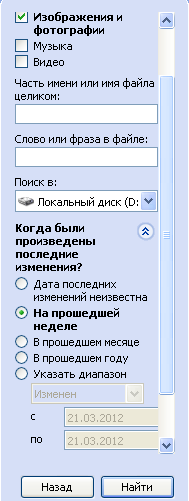 Изображения и
фотографии
Музыка
Видео
Часть имени или имя файла
целиком:
Слово или фраза в файле:
Поиск в:
Локальный диск (D:
Когда были
произведены
последние
изменения?
Дата последних
изменений неизвестна
На прошедшей
неделе
В прошедшем месяце
В прошедшем году
Указать диапазон
Изменен
с 21.03.2012
по 21.03.2012
Назад Найти